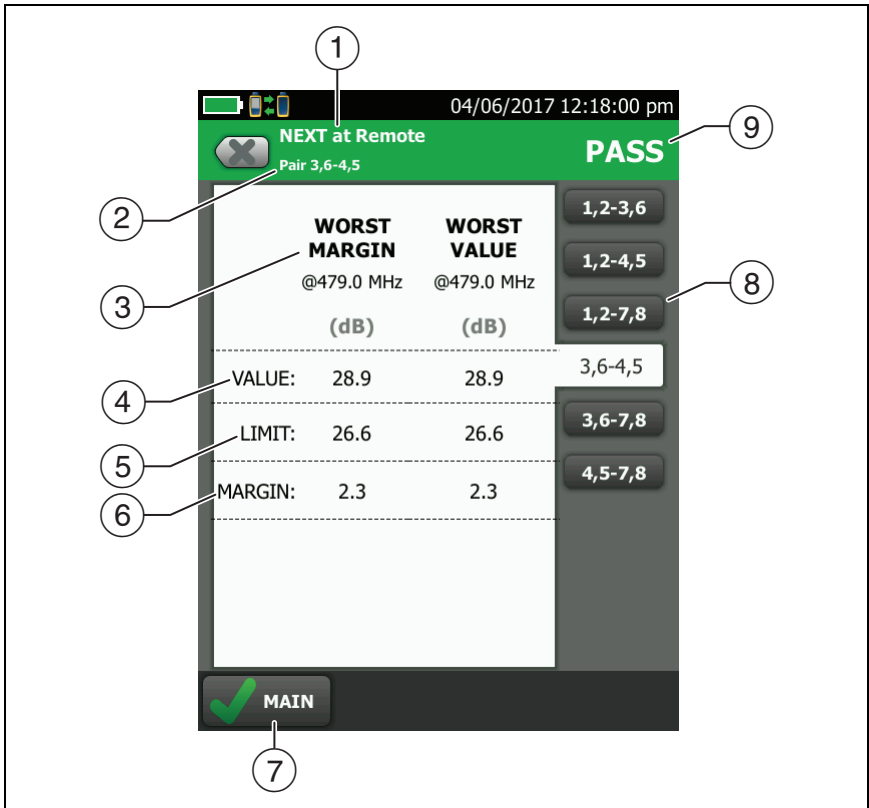 1
04/06/2017 12:18:00 pm
NEXT at Remote
Pair 3,6-4,5
PASS
9
2
WORST MARGIN
WORST VALUE
@479.0 MHz
@479.0 MHz
(dB)
(dB)
3
1,2-3,6
1,2-4,5
1,2-7,8
8
3,6-4,5
3,6-7,8
4,5-7,8
4
VALUE: 28.9 28.9
5
LIMIT: 26.6 26.6
6
MARGIN: 2.3 2.3
MAIN
7